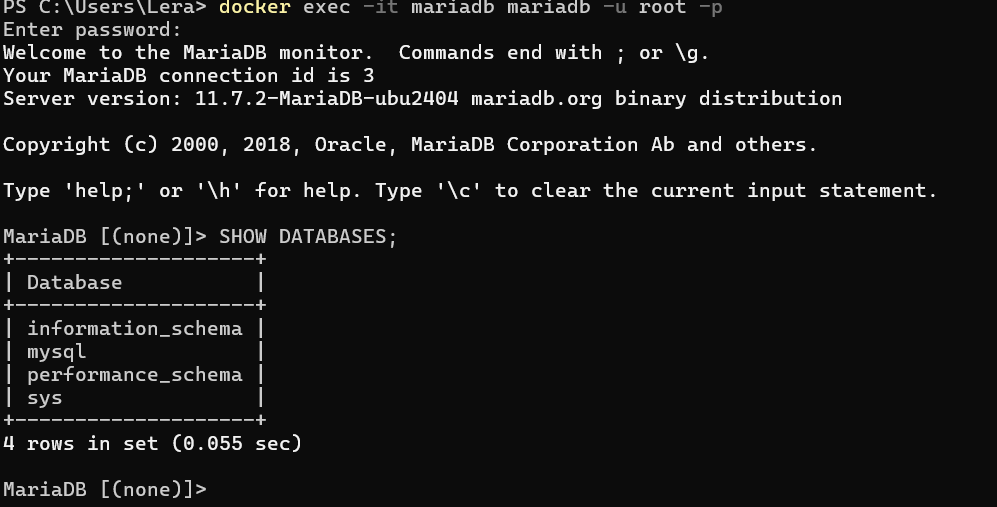 PS C:\Users\Lera> docker exec -it mariadb mariadb -u root -p
Enter password:
Welcome to the MariaDB monitor.  Commands end with ; or \g.
Your MariaDB connection id is 3
Server version: 11.7.2-MariaDB-ubu2404 mariadb.org binary distribution

Copyright (c) 2000, 2018, Oracle, MariaDB Corporation Ab and others.

Type 'help;' or '\h' for help. Type '\c' to clear the current input statement.

MariaDB [(none)]> SHOW DATABASES;
+--------------------+
| Database           |
+--------------------+
| information_schema |
| mysql              |
| performance_schema |
| sys                |
+--------------------+
4 rows in set (0.055 sec)

MariaDB [(none)]>